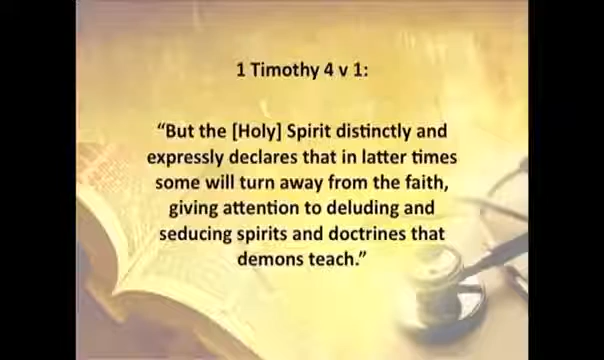 1 Timothy 4 v 1:
“But the [Holy] Spirit distinctly and
expressly declares that in latter times
some will turn away from the faith,
giving attention to deluding and
seducing spirits and doctrines that
demons teach.”